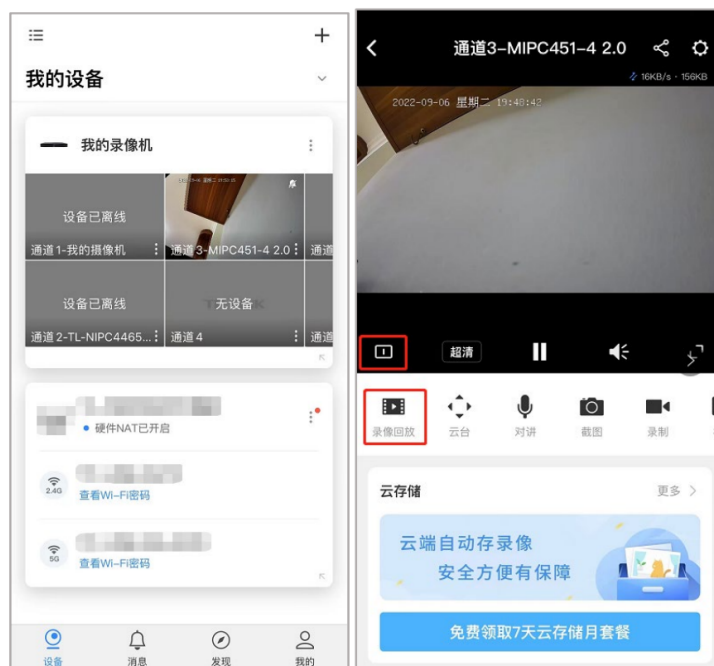 我的设备
我的录像机
设备已离线
通道1-我的摄像机
通道3-MIPC451-4 2.0
通道
设备已离线
无设备
通道2-TL-NIPC4465...
通道4
通道
硬件NAT已开启
2.4G
查看Wi-Fi密码
5G
查看Wi-Fi密码
设备
消息
发现
我的
通道3-MIPC451-4 2.0
16KB/s · 156KB
2022-09-06 星期二 19:48:42
超清
录像回放
云台
对讲
截图
录制
云存储
更多
云端自动存录像
安全方便有保障
免费领取7天云存储月套餐